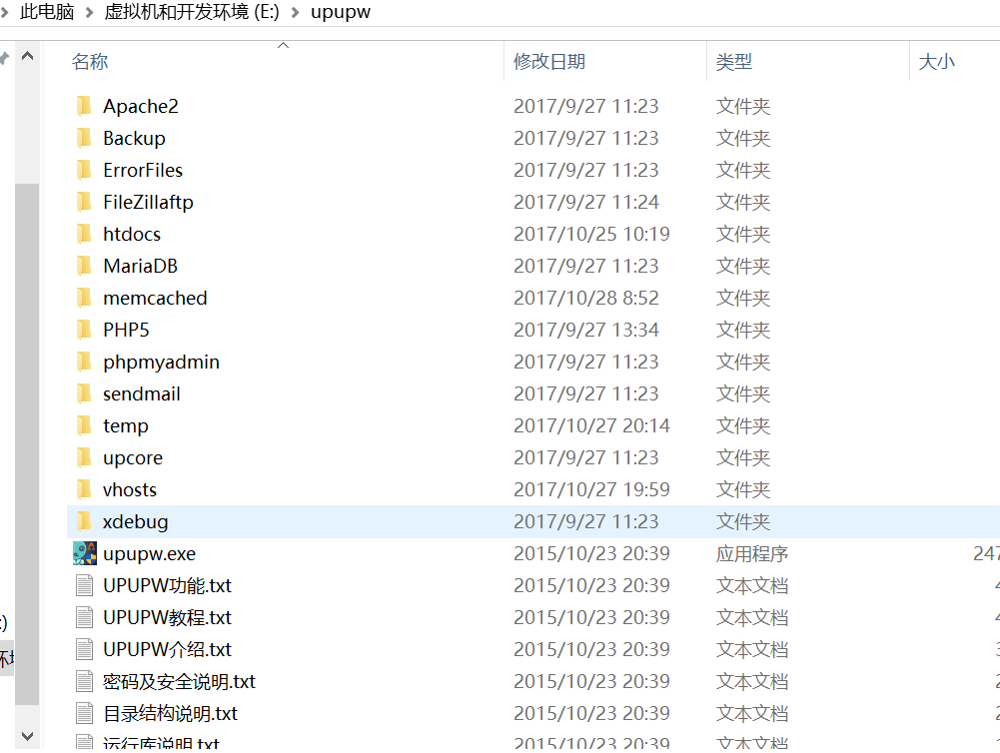 此电脑 > 虚拟机和开发环境 (E:) > upupw
名称 修改日期 类型 大小
Apache2 2017/9/27 11:23 文件夹
Backup 2017/9/27 11:23 文件夹
ErrorFiles 2017/9/27 11:23 文件夹
FileZillaftp 2017/9/27 11:24 文件夹
htdocs 2017/10/25 10:19 文件夹
MariaDB 2017/9/27 11:23 文件夹
memcached 2017/10/28 8:52 文件夹
PHP5 2017/9/27 13:34 文件夹
phpmyadmin 2017/9/27 11:23 文件夹
sendmail 2017/9/27 11:23 文件夹
temp 2017/10/27 20:14 文件夹
upcore 2017/9/27 11:23 文件夹
vhosts 2017/10/27 19:59 文件夹
xdebug 2017/9/27 11:23 文件夹
upupw.exe 2015/10/23 20:39 应用程序 247
UPUPW功能.txt 2015/10/23 20:39 文本文档
UPUPW教程.txt 2015/10/23 20:39 文本文档
:) UPUPW介绍.txt 2015/10/23 20:39 文本文档
密码及安全说明.txt 2015/10/23 20:39 文本文档
目录结构说明.txt 2015/10/23 20:39 文本文档
运行库说明.txt 2015/10/23 20:39 文本文档